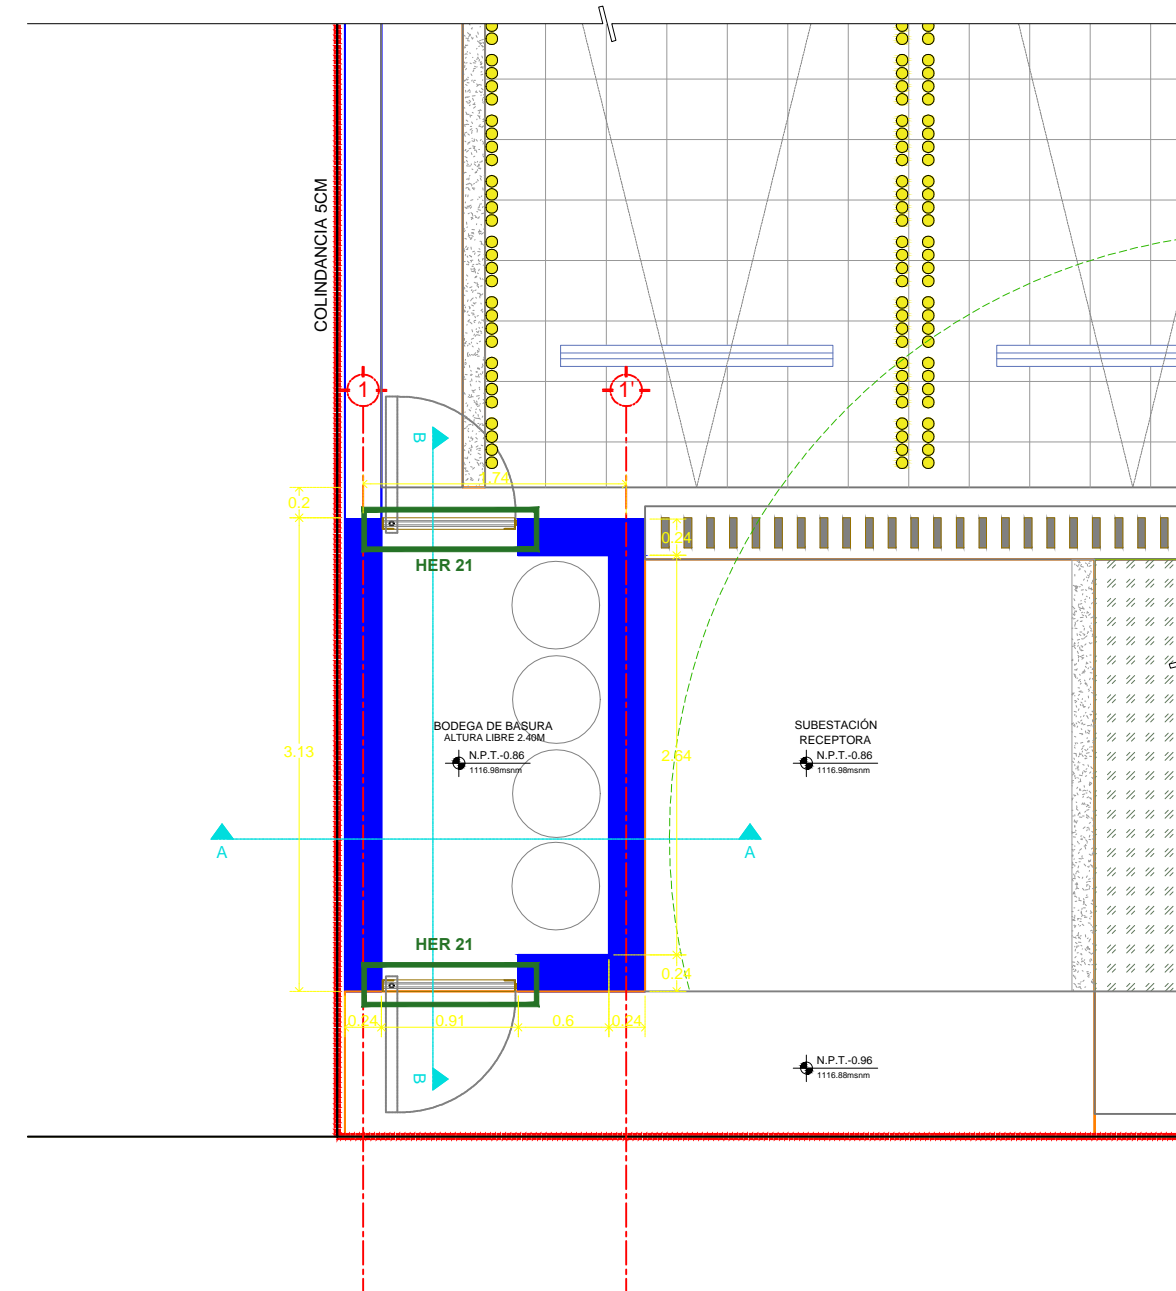 COLINDANCIA 5CM
1
1'
B
1.74
0.2
0.24
HER 21
BODEGA DE BASURA
ALTURA LIBRE 2.40M
N.P.T.-0.86
1116.98msnm
SUBESTACIÓN
RECEPTORA
N.P.T.-0.86
1116.98msnm
3.13
2.64
A
A
HER 21
0.24
0.24
0.91
0.6
0.24
B
N.P.T.-0.96
1116.88msnm